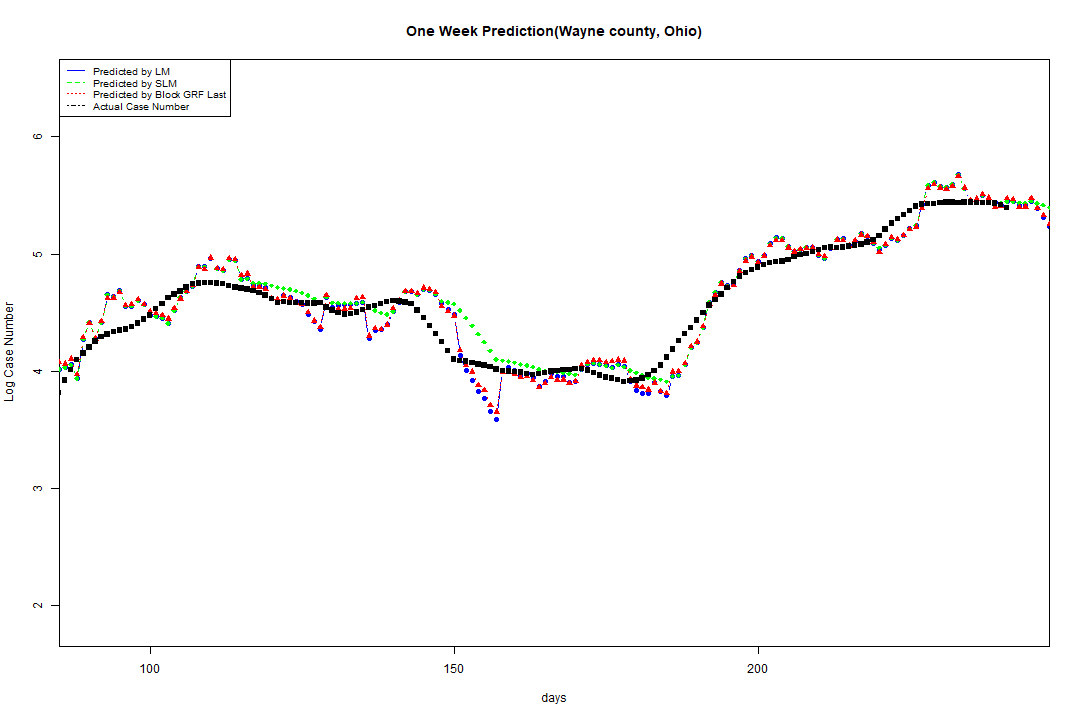 One Week Prediction(Wayne county, Ohio)
Predicted by LM
Predicted by SLM
Predicted by Block GRF Last
Actual Case Number
6
5
4
3
2
Log Case Number
100 150 200
days